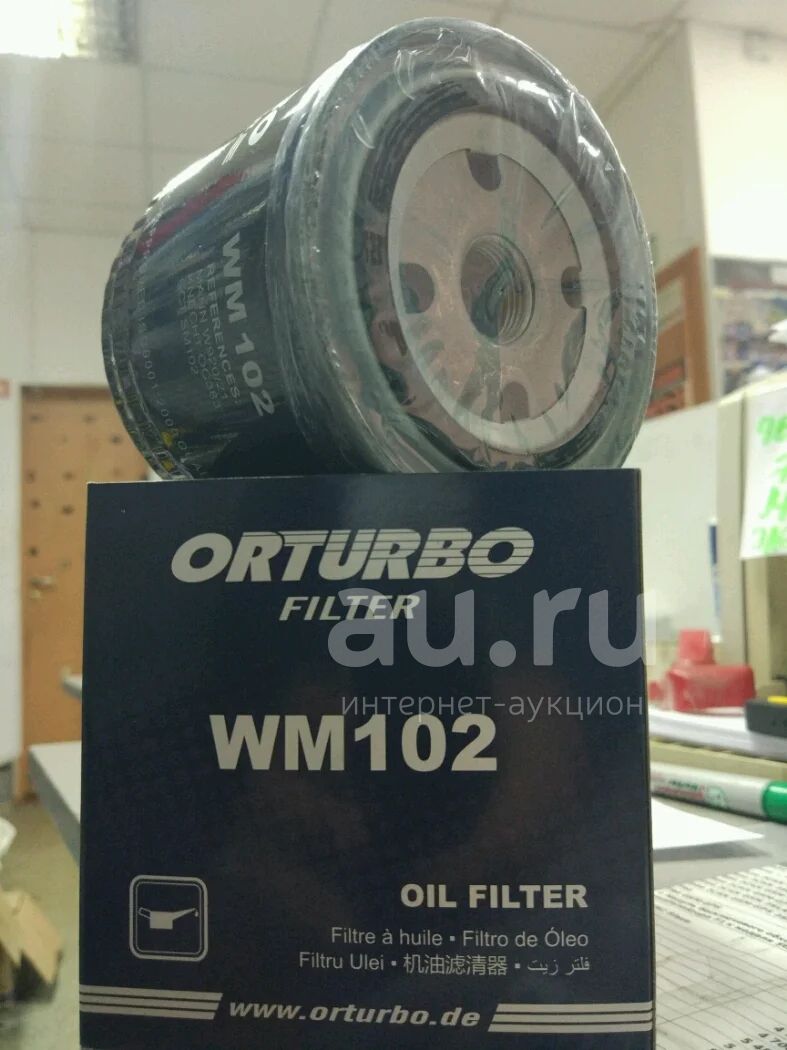 WM 102
REFERENCES:
ORTURBO
FILTER
au.ru
интернет-аукцион
WM102
OIL FILTER
Filtre à huile • Filtro de Óleo
Filtru Ulei • 机油滤清器 • فلتر زيت
www.orturbo.de